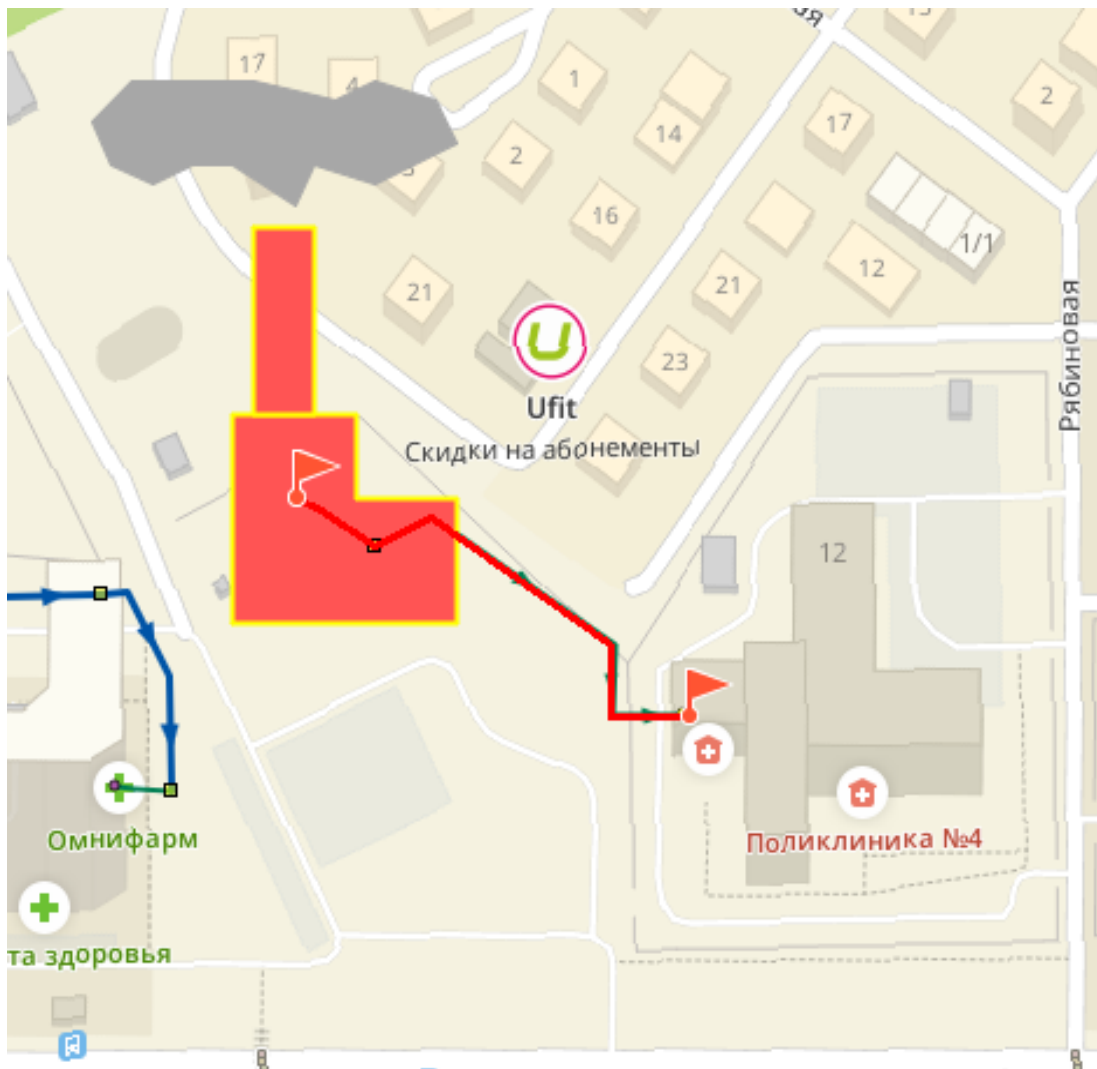 17
4
1
14
17
2
2
16
1/1
12
21
21
23
Рябиновая
Ufit
Скидки на абонементы
12
Омнифарм
Поликлиника №4
та здоровья